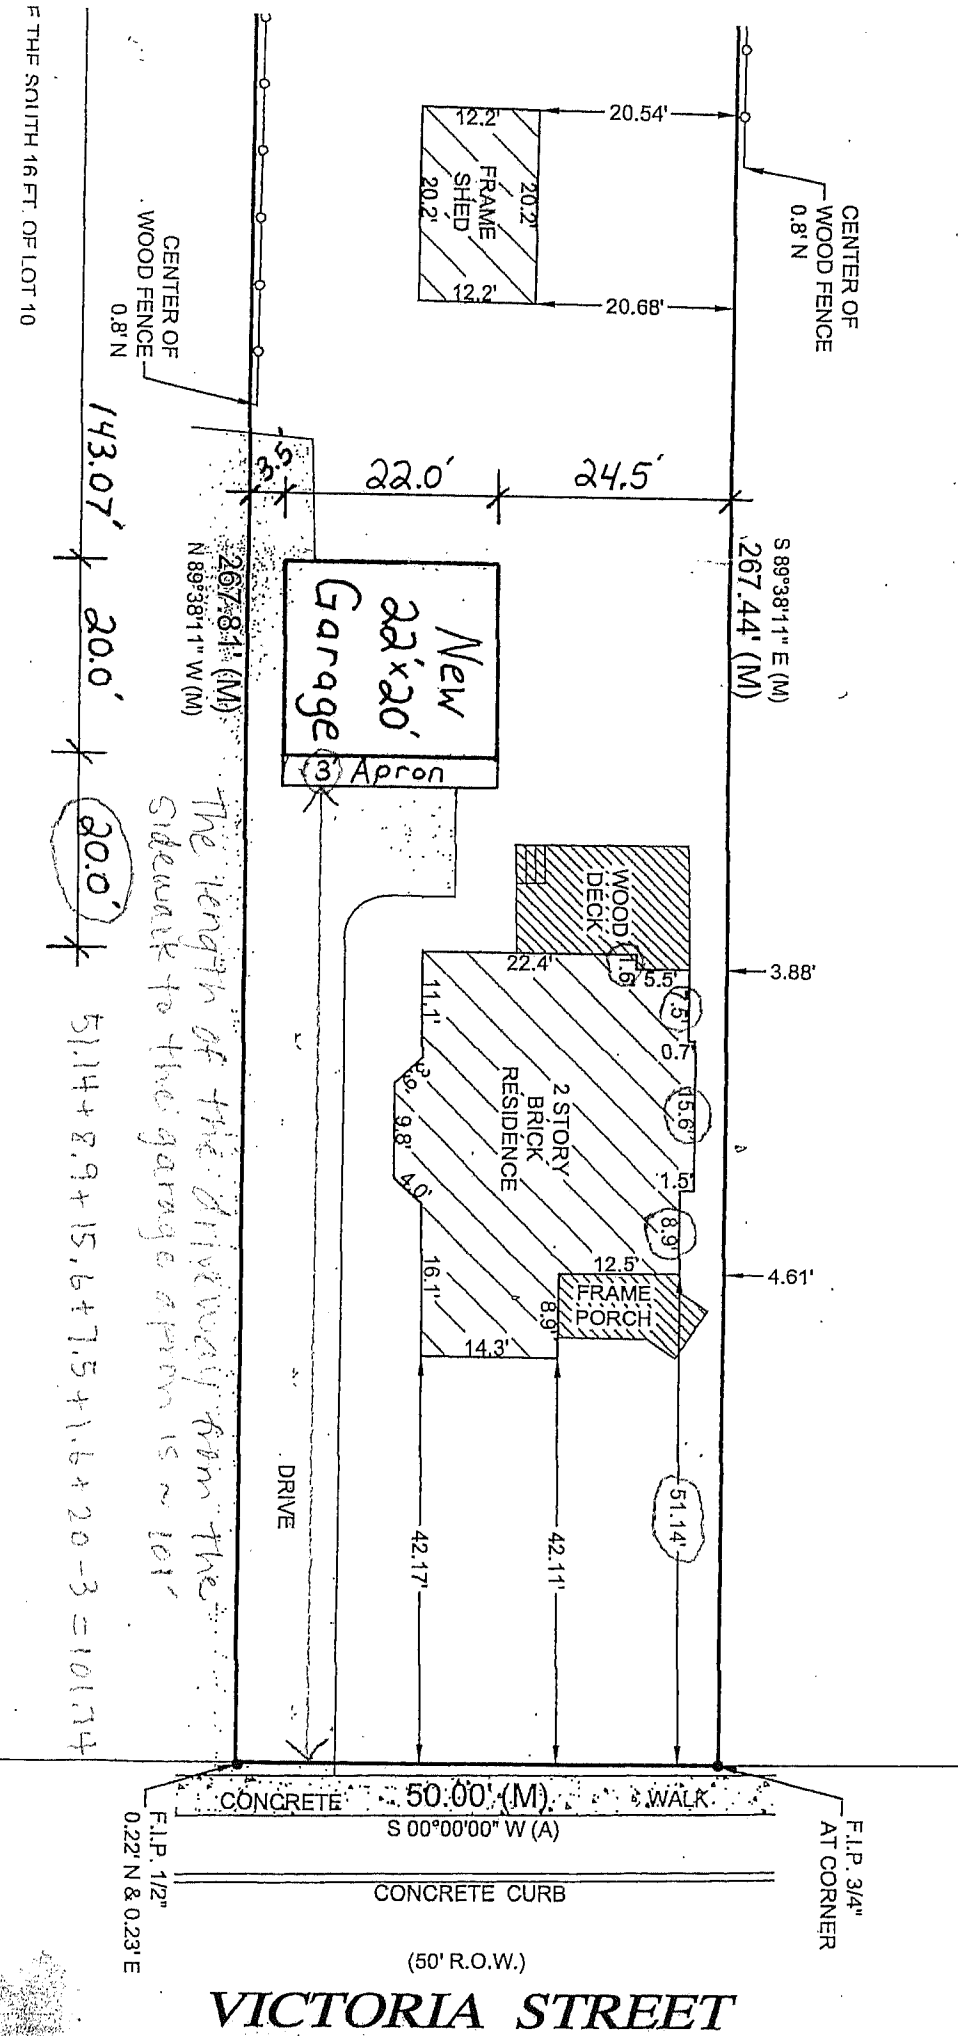 F THE SOUTH 16 FT. OF LOT 10
CENTER OF
WOOD FENCE
0.8' N
CENTER OF
WOOD FENCE
0.8' N
12.2'
20.54'
FRAME
SHED
20.2'
20.2'
12.2'
20.68'
3.5'
22.0'
24.5'
143.07'
20.0'
20.0'
S 89°38'11" E (M)
267.44' (M)
267.81' (M)
N 89°38'11" W (M)
New
22'x20'
Garage
3' Apron
The length of the driveway from the
sidewalk to the garage apron is ~ 101'
51.14+8.9+15.6+7.5+1.6+20-3=101.74
WOOD
DECK
22.4'
1.6'
5.5'
3.88'
7.5'
0.7'
11.1'
15.6'
2 STORY
BRICK
RESIDENCE
9.8'
4.0'
1.5'
8.9'
4.61'
12.5'
FRAME
PORCH
16.1'
8.9'
14.3'
DRIVE
42.17'
42.11'
51.14'
CONCRETE 50.00' (M) WALK
S 00°00'00" W (A)
F.I.P. 3/4"
AT CORNER
F.I.P. 1/2"
0.22' N & 0.23' E
CONCRETE CURB
(50' R.O.W.)
VICTORIA STREET